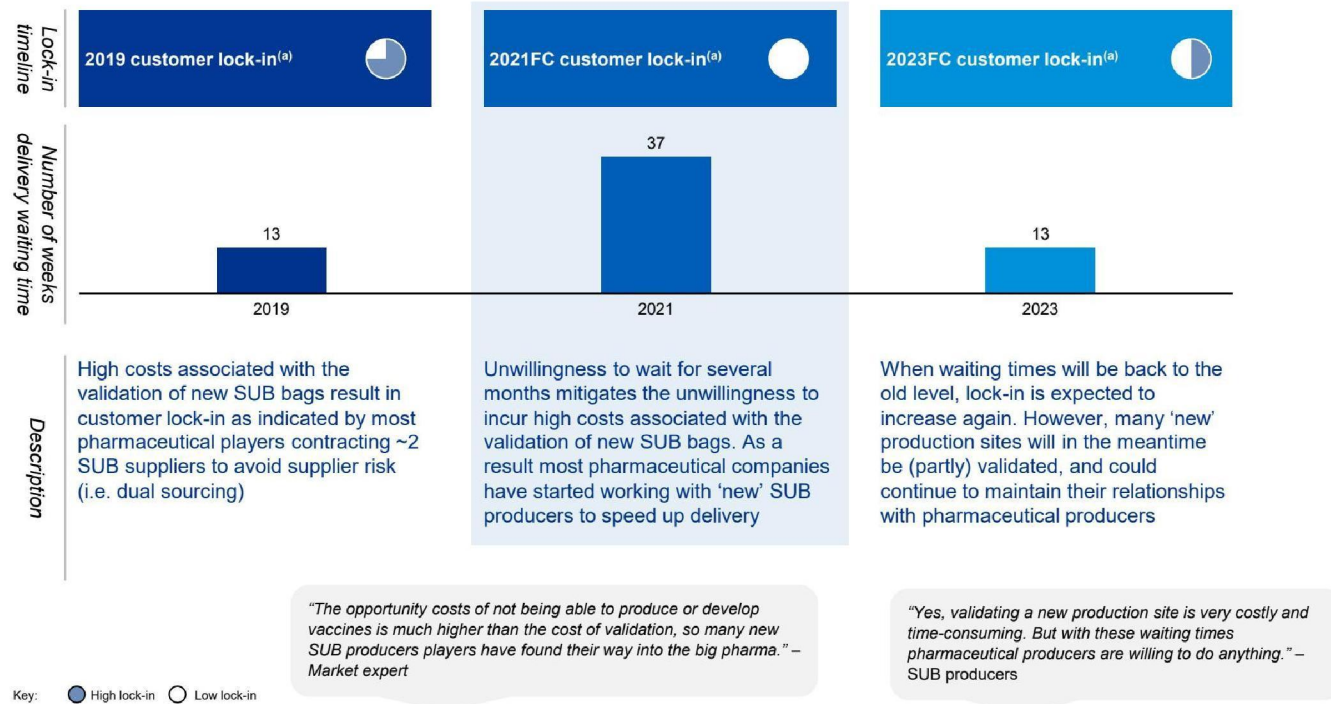 Lock-in
timeline
2019 customer lock-in(a)
2021FC customer lock-in(a)
2023FC customer lock-in(a)
Number of weeks
delivery waiting time
13
37
13
2019
2021
2023
Description
High costs associated with the
validation of new SUB bags result in
customer lock-in as indicated by most
pharmaceutical players contracting ~2
SUB suppliers to avoid supplier risk
(i.e. dual sourcing)
Unwillingness to wait for several
months mitigates the unwillingness to
incur high costs associated with the
validation of new SUB bags. As a
result most pharmaceutical companies
have started working with ‘new’ SUB
producers to speed up delivery
When waiting times will be back to the
old level, lock-in is expected to
increase again. However, many ‘new’
production sites will in the meantime
be (partly) validated, and could
continue to maintain their relationships
with pharmaceutical producers
“The opportunity costs of not being able to produce or develop
vaccines is much higher than the cost of validation, so many new
SUB producers players have found their way into the big pharma.” –
Market expert
“Yes, validating a new production site is very costly and
time-consuming. But with these waiting times
pharmaceutical producers are willing to do anything.” –
SUB producers
Key: High lock-in Low lock-in